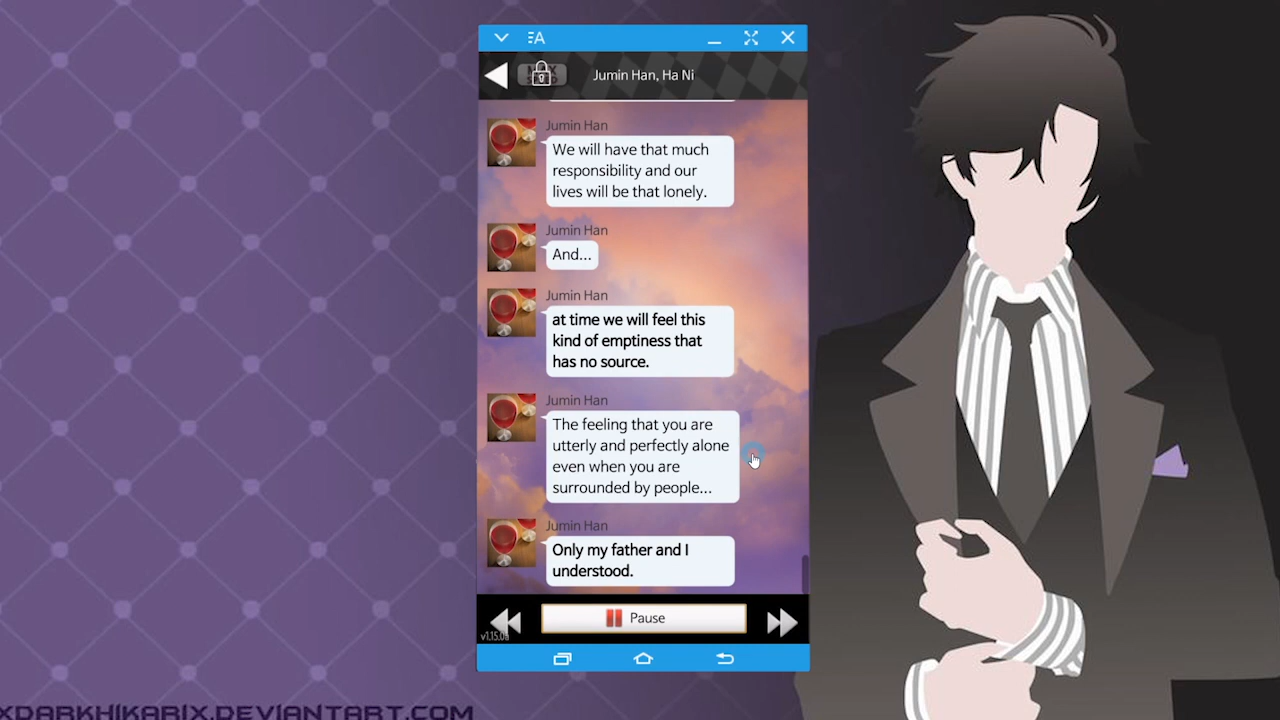 Jumin Han, Ha Ni
Jumin Han
We will have that much
responsibility and our
lives will be that lonely.
Jumin Han
And...
Jumin Han
at time we will feel this
kind of emptiness that
has no source.
Jumin Han
The feeling that you are
utterly and perfectly alone
even when you are
surrounded by people...
Jumin Han
Only my father and I
understood.
Pause
XDARKHIKARIX.DEVIANTART.COM